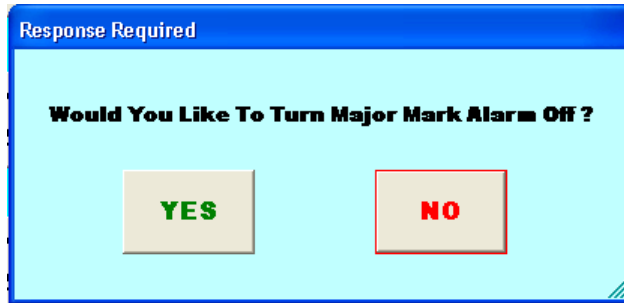 Response Required
Would You Like To Turn Major Mark Alarm Off ?
YES NO